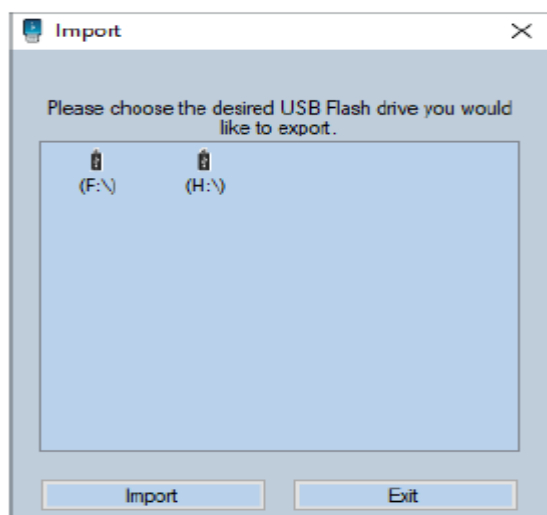 Import
Please choose the desired USB Flash drive you would
like to export.
(F:\) (H:\)
Import Exit